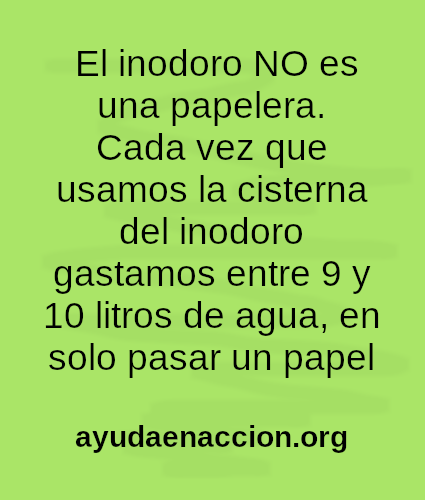 El inodoro NO es
una papelera.
Cada vez que
usamos la cisterna
del inodoro
gastamos entre 9 y
10 litros de agua, en
solo pasar un papel
ayudaenaccion.org